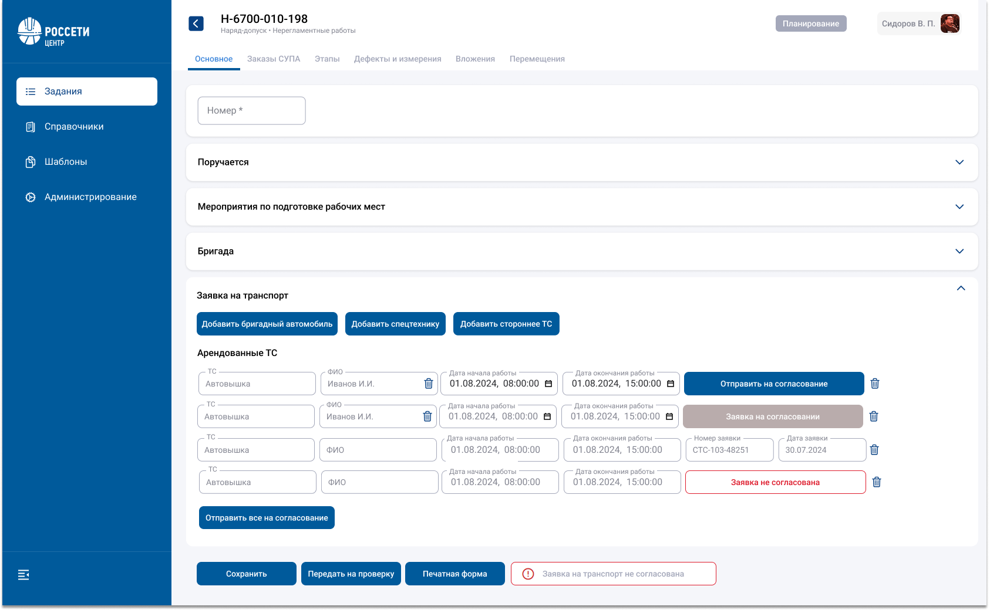 РОССЕТИ
ЦЕНТР
Задания
Справочники
Шаблоны
Администрирование
Н-6700-010-198
Наряд-допуск • Нерегламентные работы
Планирование
Сидоров В. П.
Основное Заказы СУПА Этапы Дефекты и измерения Вложения Перемещения
Номер *
Поручается
Мероприятия по подготовке рабочих мест
Бригада
Заявка на транспорт
Добавить бригадный автомобиль Добавить спецтехнику Добавить стороннее ТС
Арендованные ТС
ТС ФИО Дата начала работы Дата окончания работы
Автовышка Иванов И.И. 01.08.2024, 08:00:00 01.08.2024, 15:00:00 Отправить на согласование
ТС ФИО Дата начала работы Дата окончания работы
Автовышка Иванов И.И. 01.08.2024, 08:00:00 01.08.2024, 15:00:00 Заявка на согласовании
ТС Дата начала работы Дата окончания работы Номер заявки Дата заявки
Автовышка ФИО 01.08.2024, 08:00:00 01.08.2024, 15:00:00 СТС-103-48251 30.07.2024
ТС Дата начала работы Дата окончания работы
Автовышка ФИО 01.08.2024, 08:00:00 01.08.2024, 15:00:00 Заявка не согласована
Отправить все на согласование
Сохранить Передать на проверку Печатная форма Заявка на транспорт не согласована